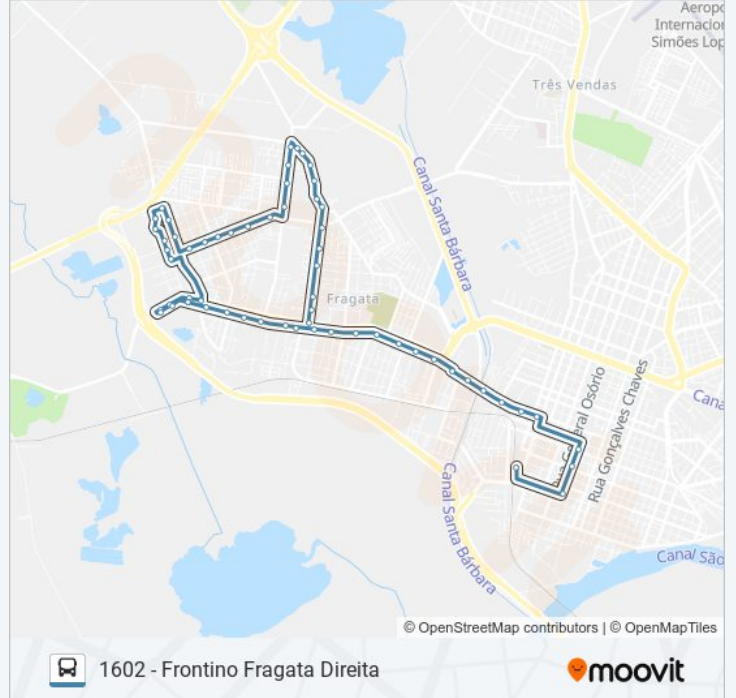 Aeropo
Internacion
Simões Lop
Três Vendas
Canal Santa Bárbara
Fragata
Rua General Osório
Rua Gonçalves Chaves
Cana
Canal Santa Bárbara
Canal São
© OpenStreetMap contributors | © OpenMapTiles
1602 - Frontino Fragata Direita
moovit